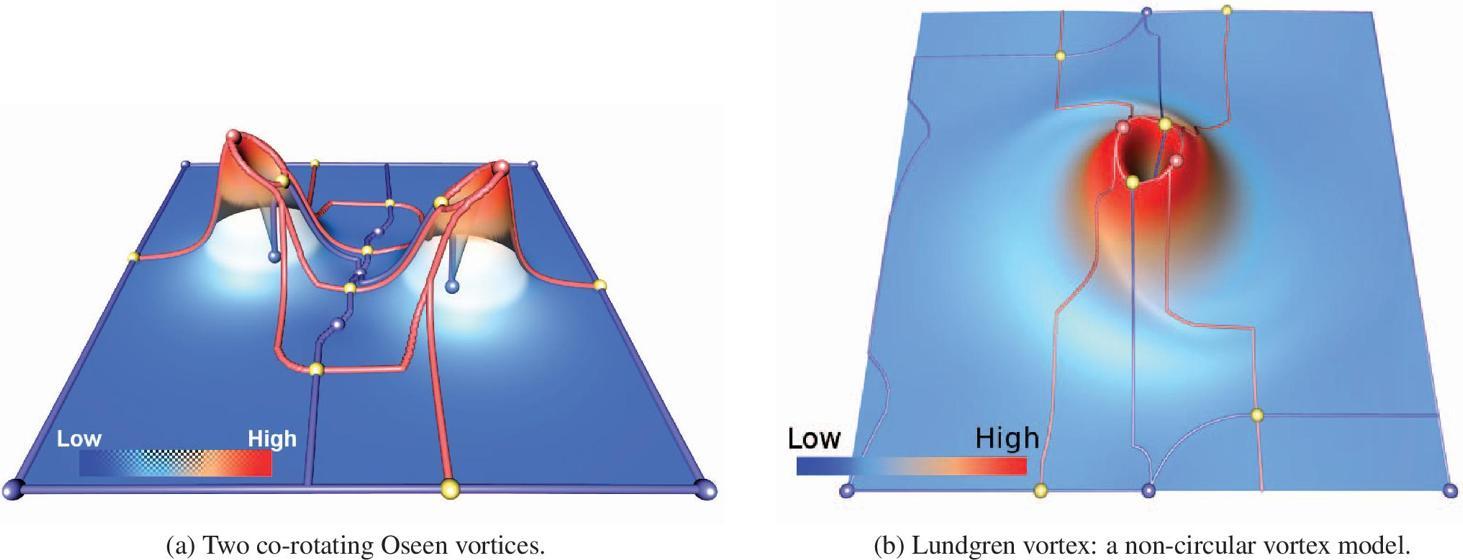 Low High
Low High
(a) Two co-rotating Oseen vortices.
(b) Lundgren vortex: a non-circular vortex model.